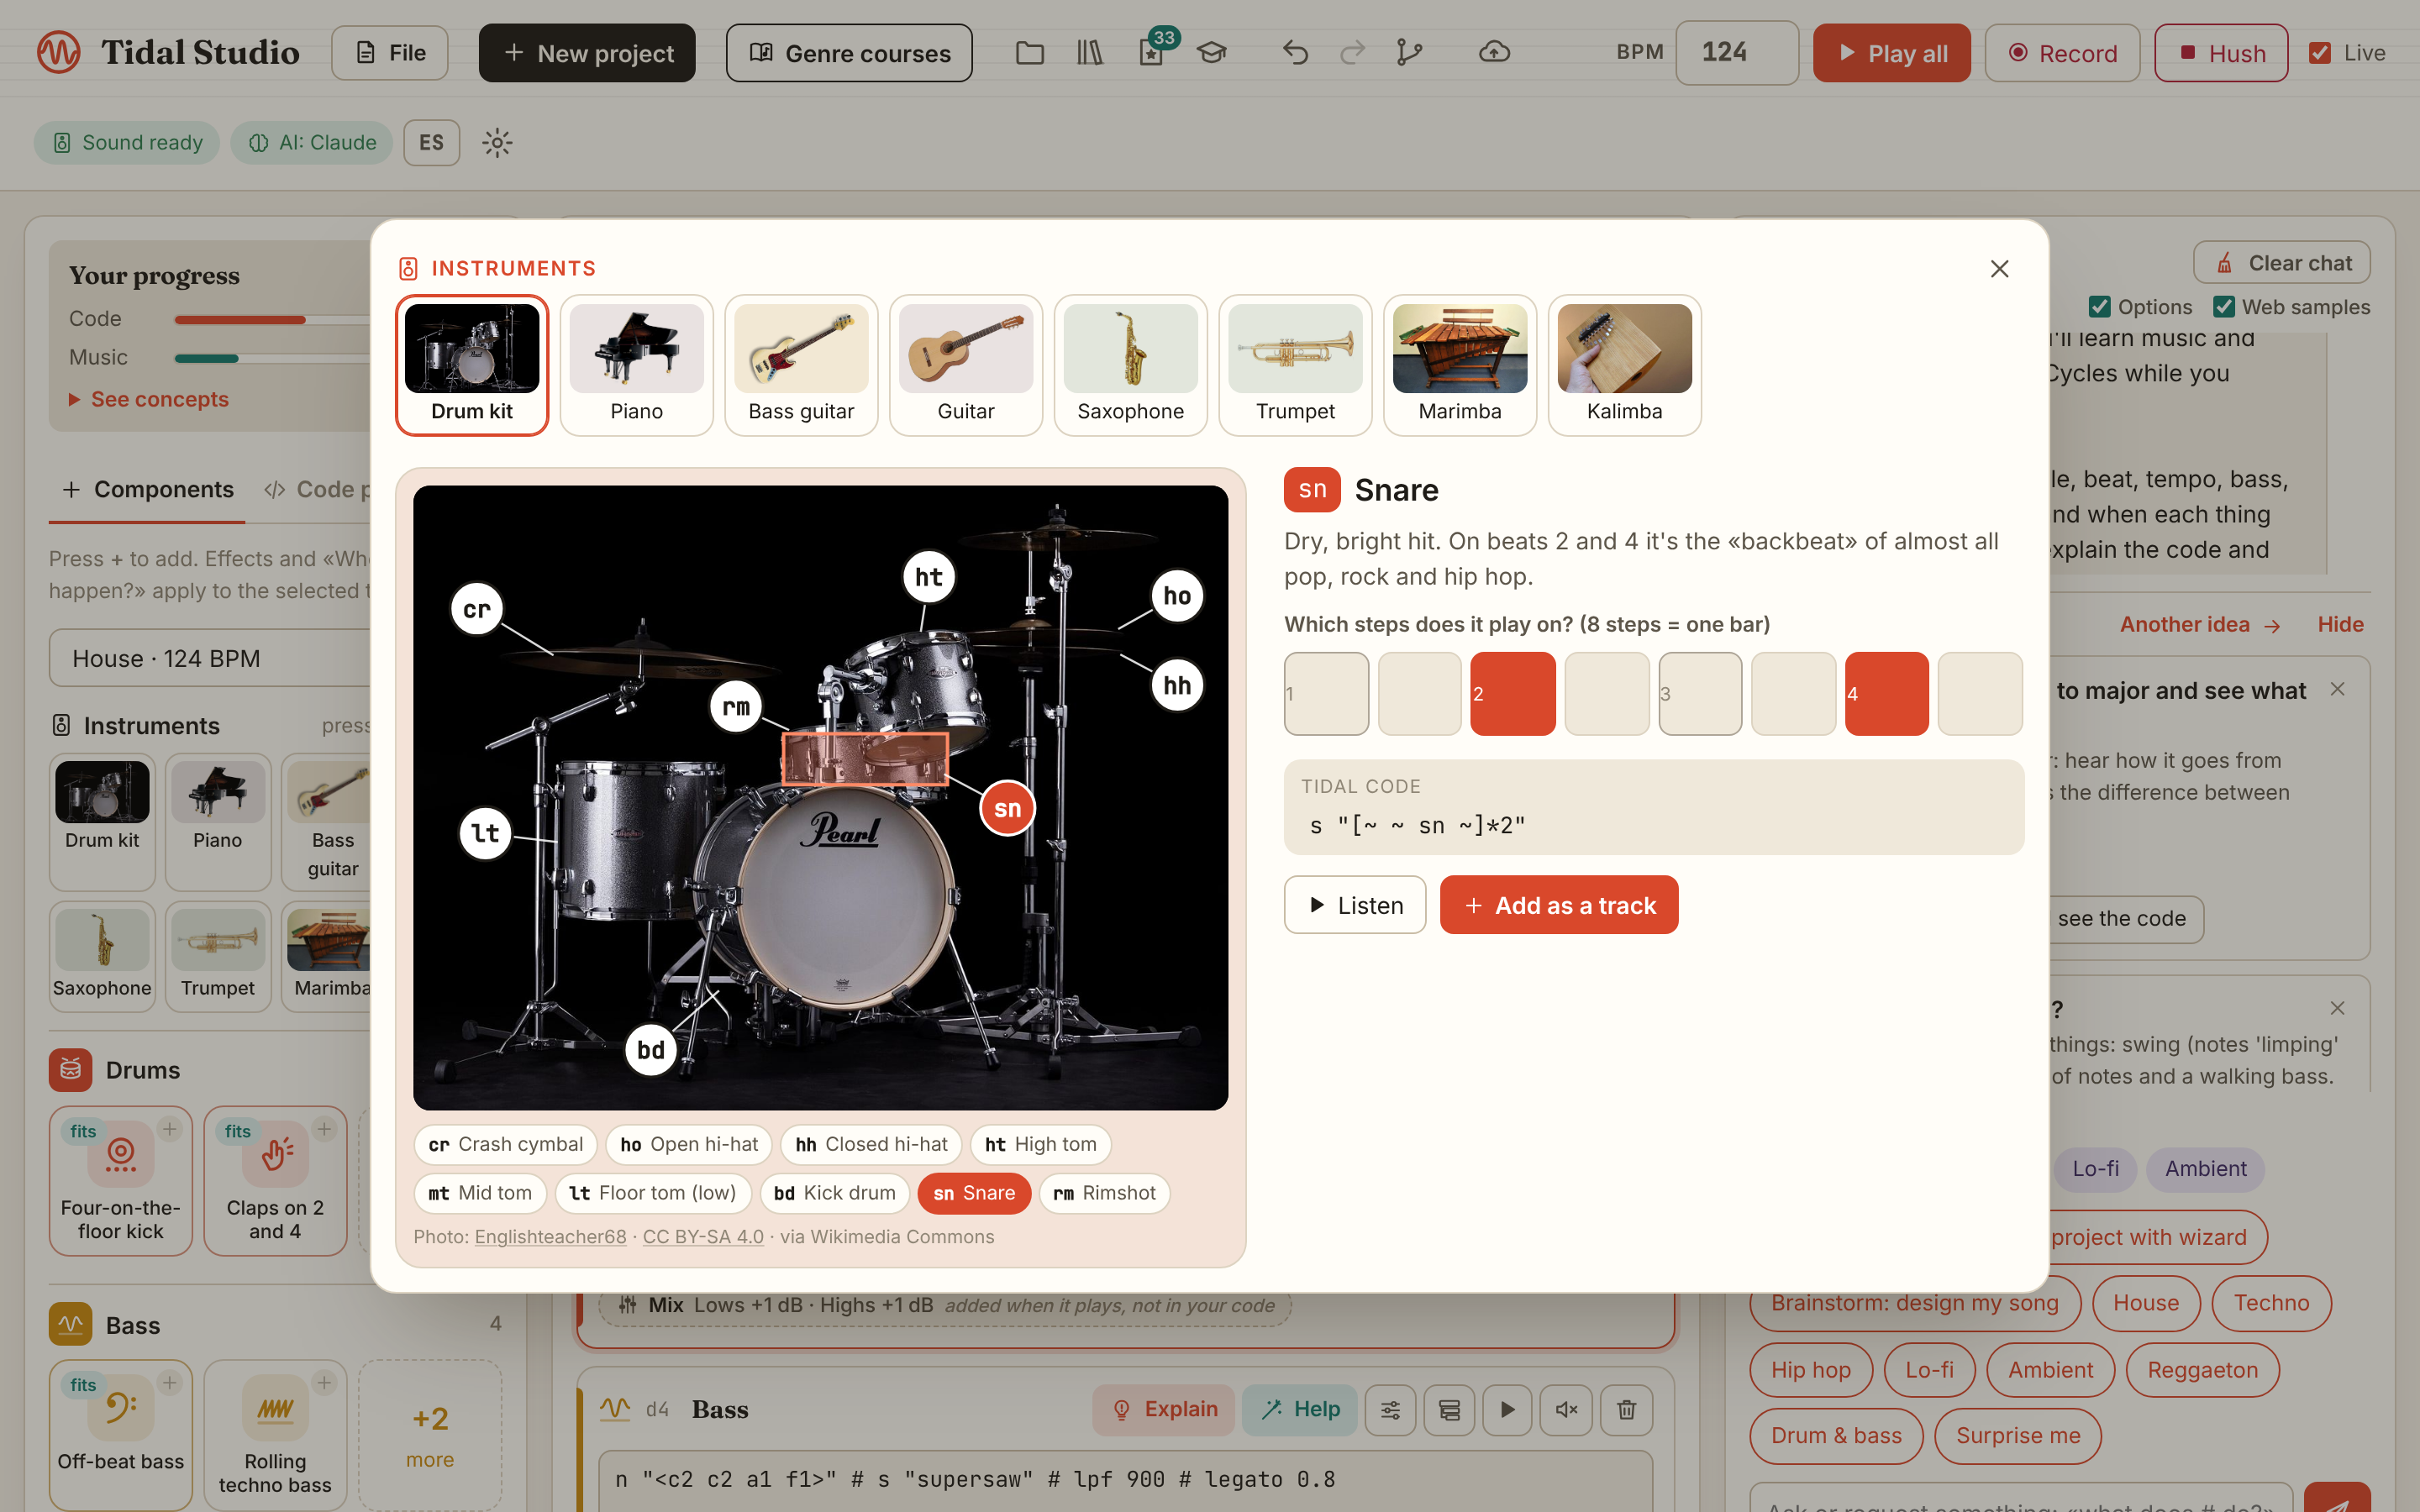 Tidal Studio
File
New project
Genre courses
33
BPM
124
Play all
Record
Hush
Live
Sound ready
AI: Claude
ES
Your progress
Code
Music
See concepts
Components
Code p
Press + to add. Effects and «Wh
happen?» apply to the selected t
House · 124 BPM
Instruments
press
Drum kit
Piano
Bass
guitar
Saxophone
Trumpet
Marimba
Drums
fits
Four-on-the-
floor kick
fits
Claps on 2
and 4
Bass
4
fits
Off-beat bass
Rolling
techno bass
+2
more
INSTRUMENTS
Drum kit
Piano
Bass guitar
Guitar
Saxophone
Trumpet
Marimba
Kalimba
cr
ht
ho
hh
rm
sn
lt
bd
Pearl
cr Crash cymbal
ho Open hi-hat
hh Closed hi-hat
ht High tom
mt Mid tom
lt Floor tom (low)
bd Kick drum
sn Snare
rm Rimshot
Photo: Englishteacher68 · CC BY-SA 4.0 · via Wikimedia Commons
sn Snare
Dry, bright hit. On beats 2 and 4 it's the «backbeat» of almost all
pop, rock and hip hop.
Which steps does it play on? (8 steps = one bar)
1
2
3
4
TIDAL CODE
s "[~ ~ sn ~]*2"
Listen
Add as a track
Mix Lows +1 dB · Highs +1 dB added when it plays, not in your code
d4 Bass
Explain
Help
n "<c2 c2 a1 f1>" # s "supersaw" # lpf 900 # legato 0.8
Clear chat
Options
Web samples
'll learn music and
Cycles while you
le, beat, tempo, bass,
nd when each thing
explain the code and
Another idea →
Hide
to major and see what
r: hear how it goes from
s the difference between
see the code
?
things: swing (notes 'limping'
of notes and a walking bass.
Lo-fi
Ambient
project with wizard
Brainstorm: design my song
House
Techno
Hip hop
Lo-fi
Ambient
Reggaeton
Drum & bass
Surprise me
Ask or request something: «what does # do?»